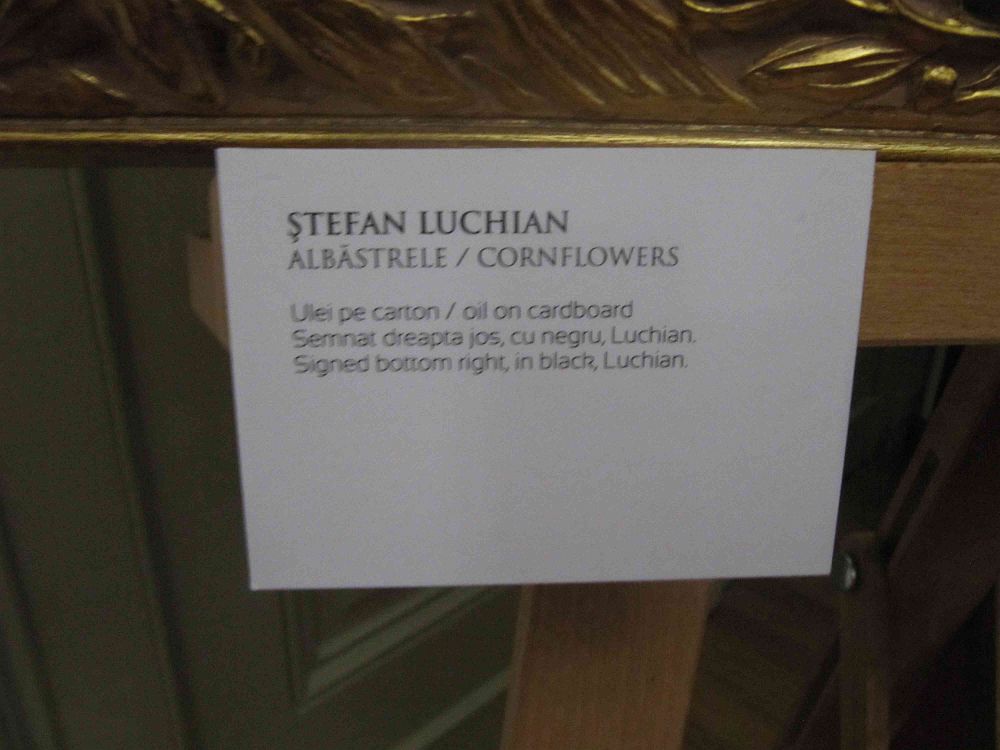 ŞTEFAN LUCHIAN
ALBĂSTRELE / CORNFLOWERS
Ulei pe carton / oil on cardboard
Semnat dreapta jos, cu negru, Luchian.
Signed bottom right, in black, Luchian.